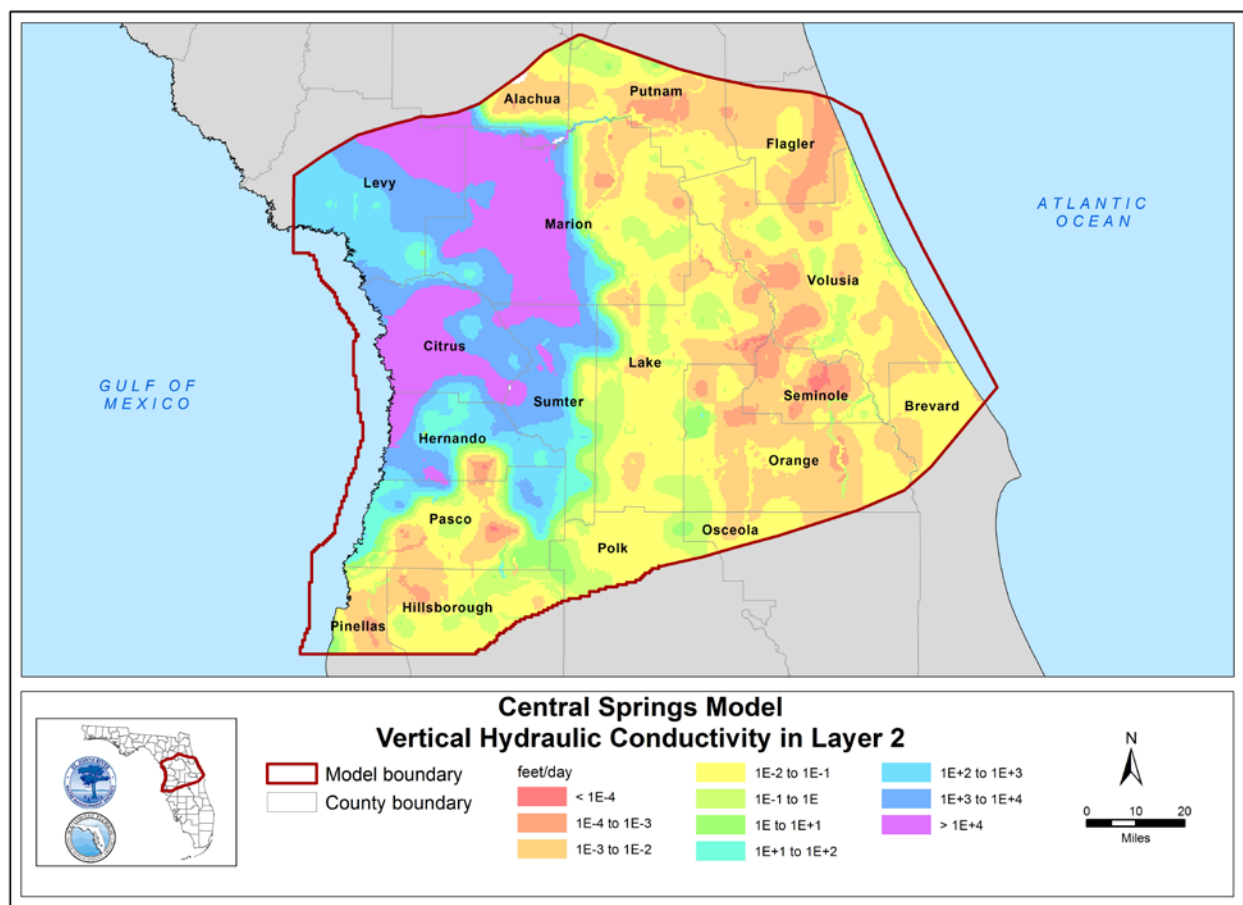 Alachua
Putnam
Flagler
Levy
Marion
ATLANTIC
OCEAN
Volusia
Citrus
Lake
GULF OF
MEXICO
Sumter
Seminole
Brevard
Hernando
Orange
Pasco
Osceola
Polk
Hillsborough
Pinellas
Central Springs Model
Vertical Hydraulic Conductivity in Layer 2
Model boundary
County boundary
feet/day
< 1E-4
1E-4 to 1E-3
1E-3 to 1E-2
1E-2 to 1E-1
1E-1 to 1E
1E to 1E+1
1E+1 to 1E+2
1E+2 to 1E+3
1E+3 to 1E+4
> 1E+4
N
0 10 20
Miles